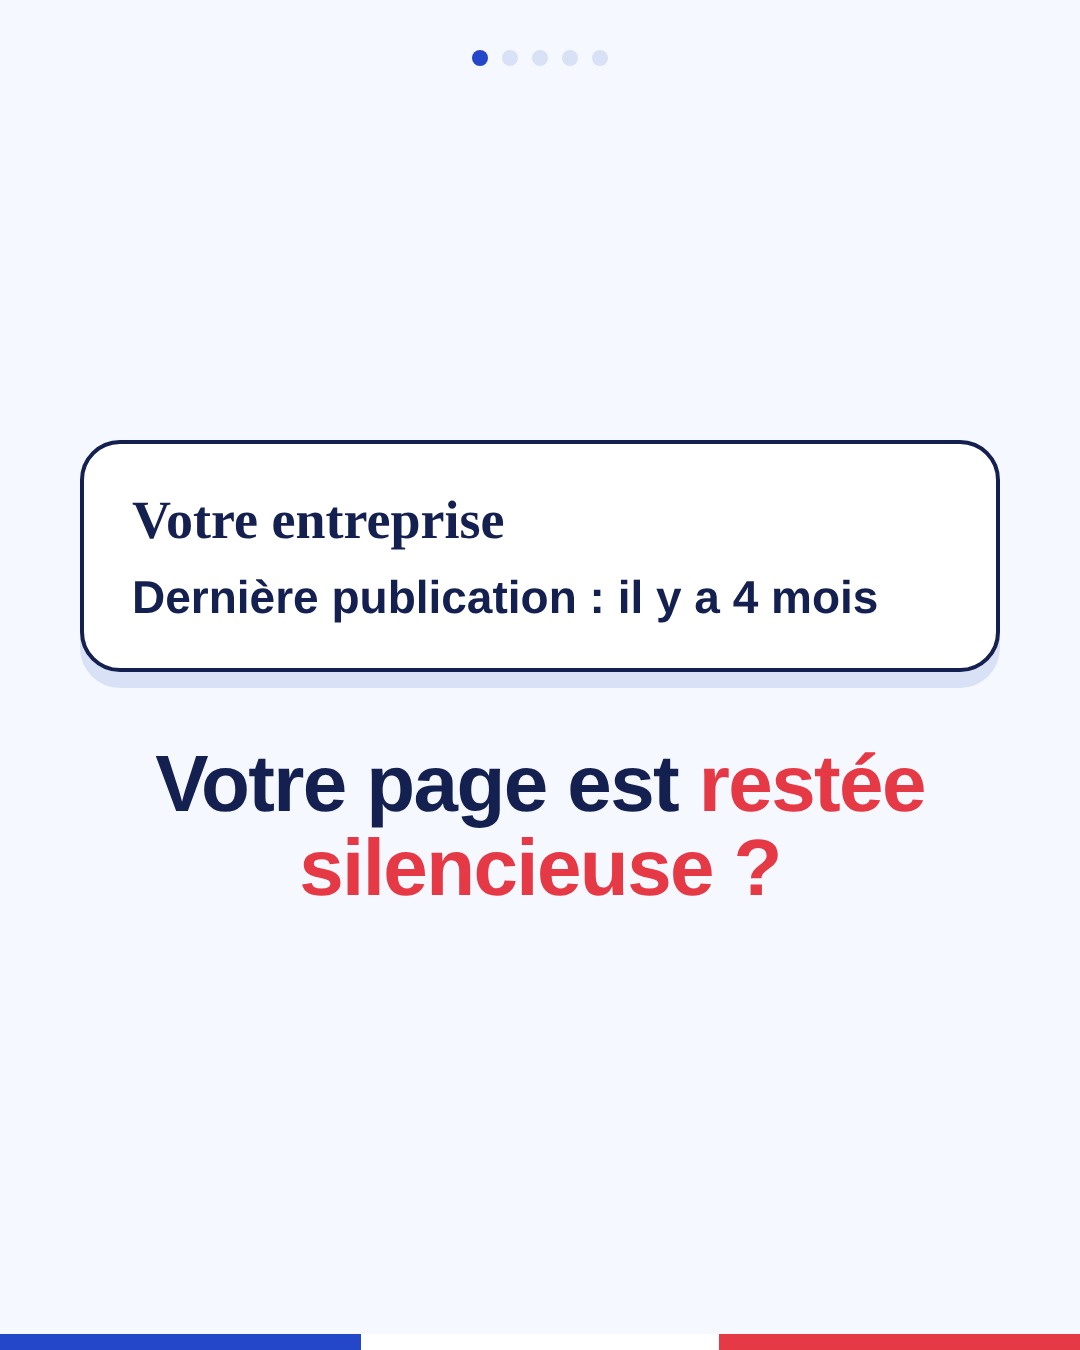 Votre entreprise
Dernière publication : il y a 4 mois
Votre page est restée
silencieuse ?